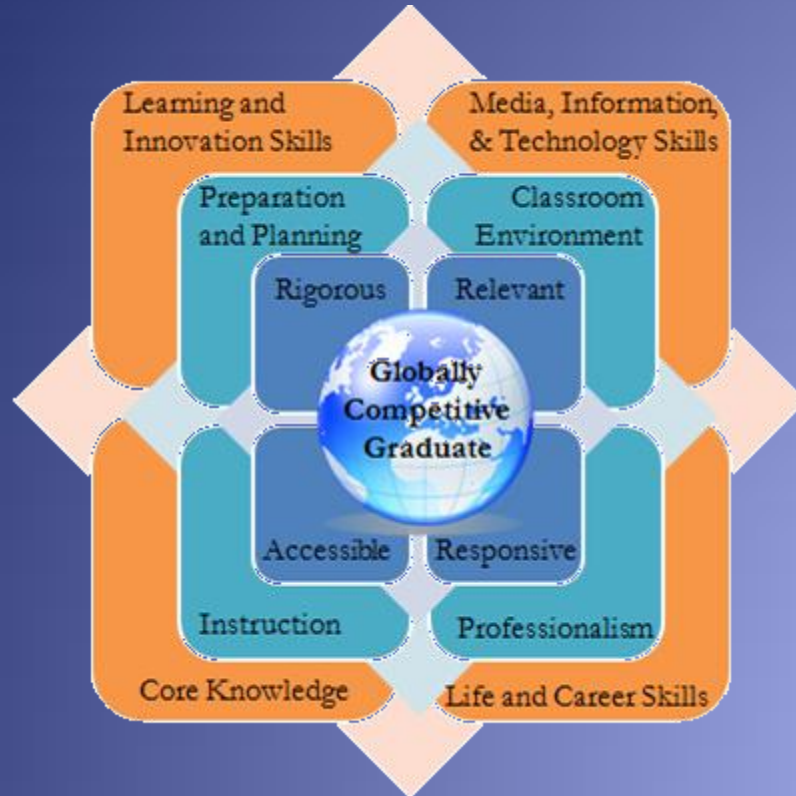 Learning and
Innovation Skills
Media, Information,
& Technology Skills
Preparation
and Planning
Classroom
Environment
Rigorous
Relevant
Globally
Competitive
Graduate
Accessible
Responsive
Instruction
Professionalism
Core Knowledge
Life and Career Skills